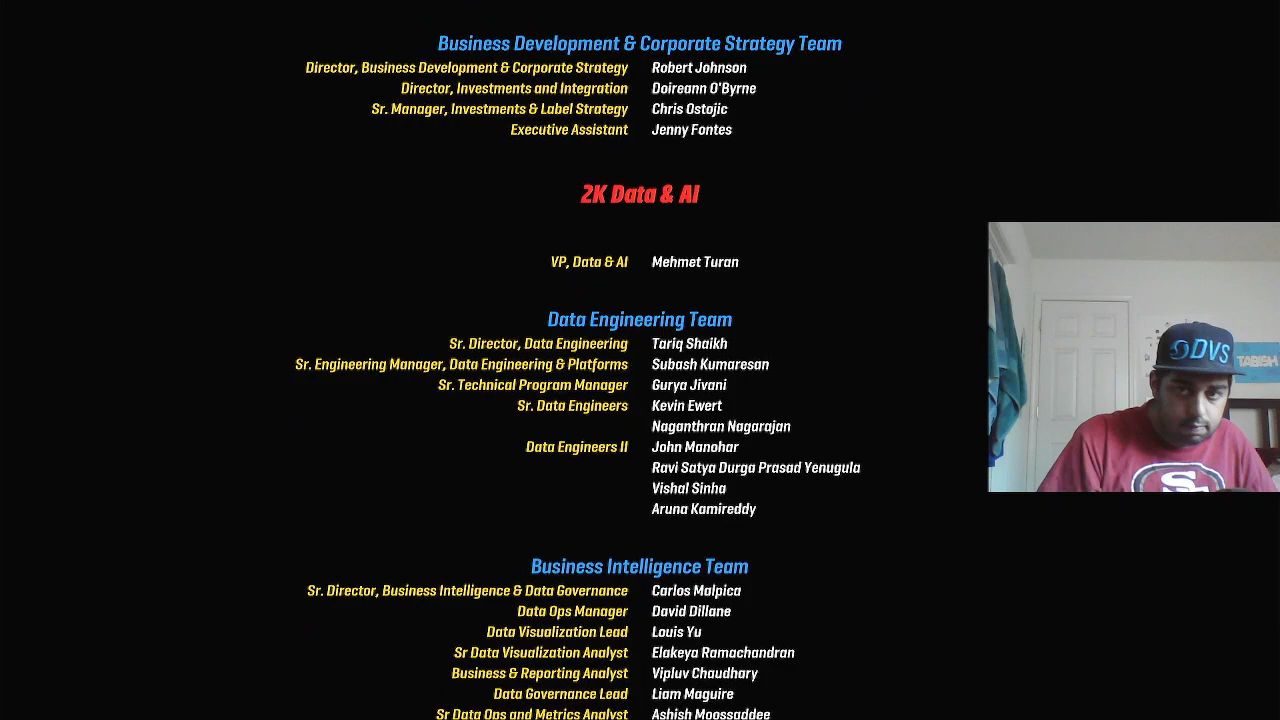 Business Development & Corporate Strategy Team
Director, Business Development & Corporate Strategy Robert Johnson
Director, Investments and Integration Doireann O'Byrne
Sr. Manager, Investments & Label Strategy Chris Ostojic
Executive Assistant Jenny Fontes
2K Data & AI
VP, Data & AI Mehmet Turan
Data Engineering Team
Sr. Director, Data Engineering Tariq Shaikh
Sr. Engineering Manager, Data Engineering & Platforms Subash Kumaresan
Sr. Technical Program Manager Gurya Jivani
Sr. Data Engineers Kevin Ewert
Naganthran Nagarajan
Data Engineers II John Manohar
Ravi Satya Durga Prasad Yenugula
Vishal Sinha
Aruna Kamireddy
Business Intelligence Team
Sr. Director, Business Intelligence & Data Governance Carlos Malpica
Data Ops Manager David Dillane
Data Visualization Lead Louis Yu
Sr Data Visualization Analyst Elakeya Ramachandran
Business & Reporting Analyst Vipluv Chaudhary
Data Governance Lead Liam Maguire
Sr Data Ops and Metrics Analyst Ashish Moossaddee
DVS
TABISH
SF